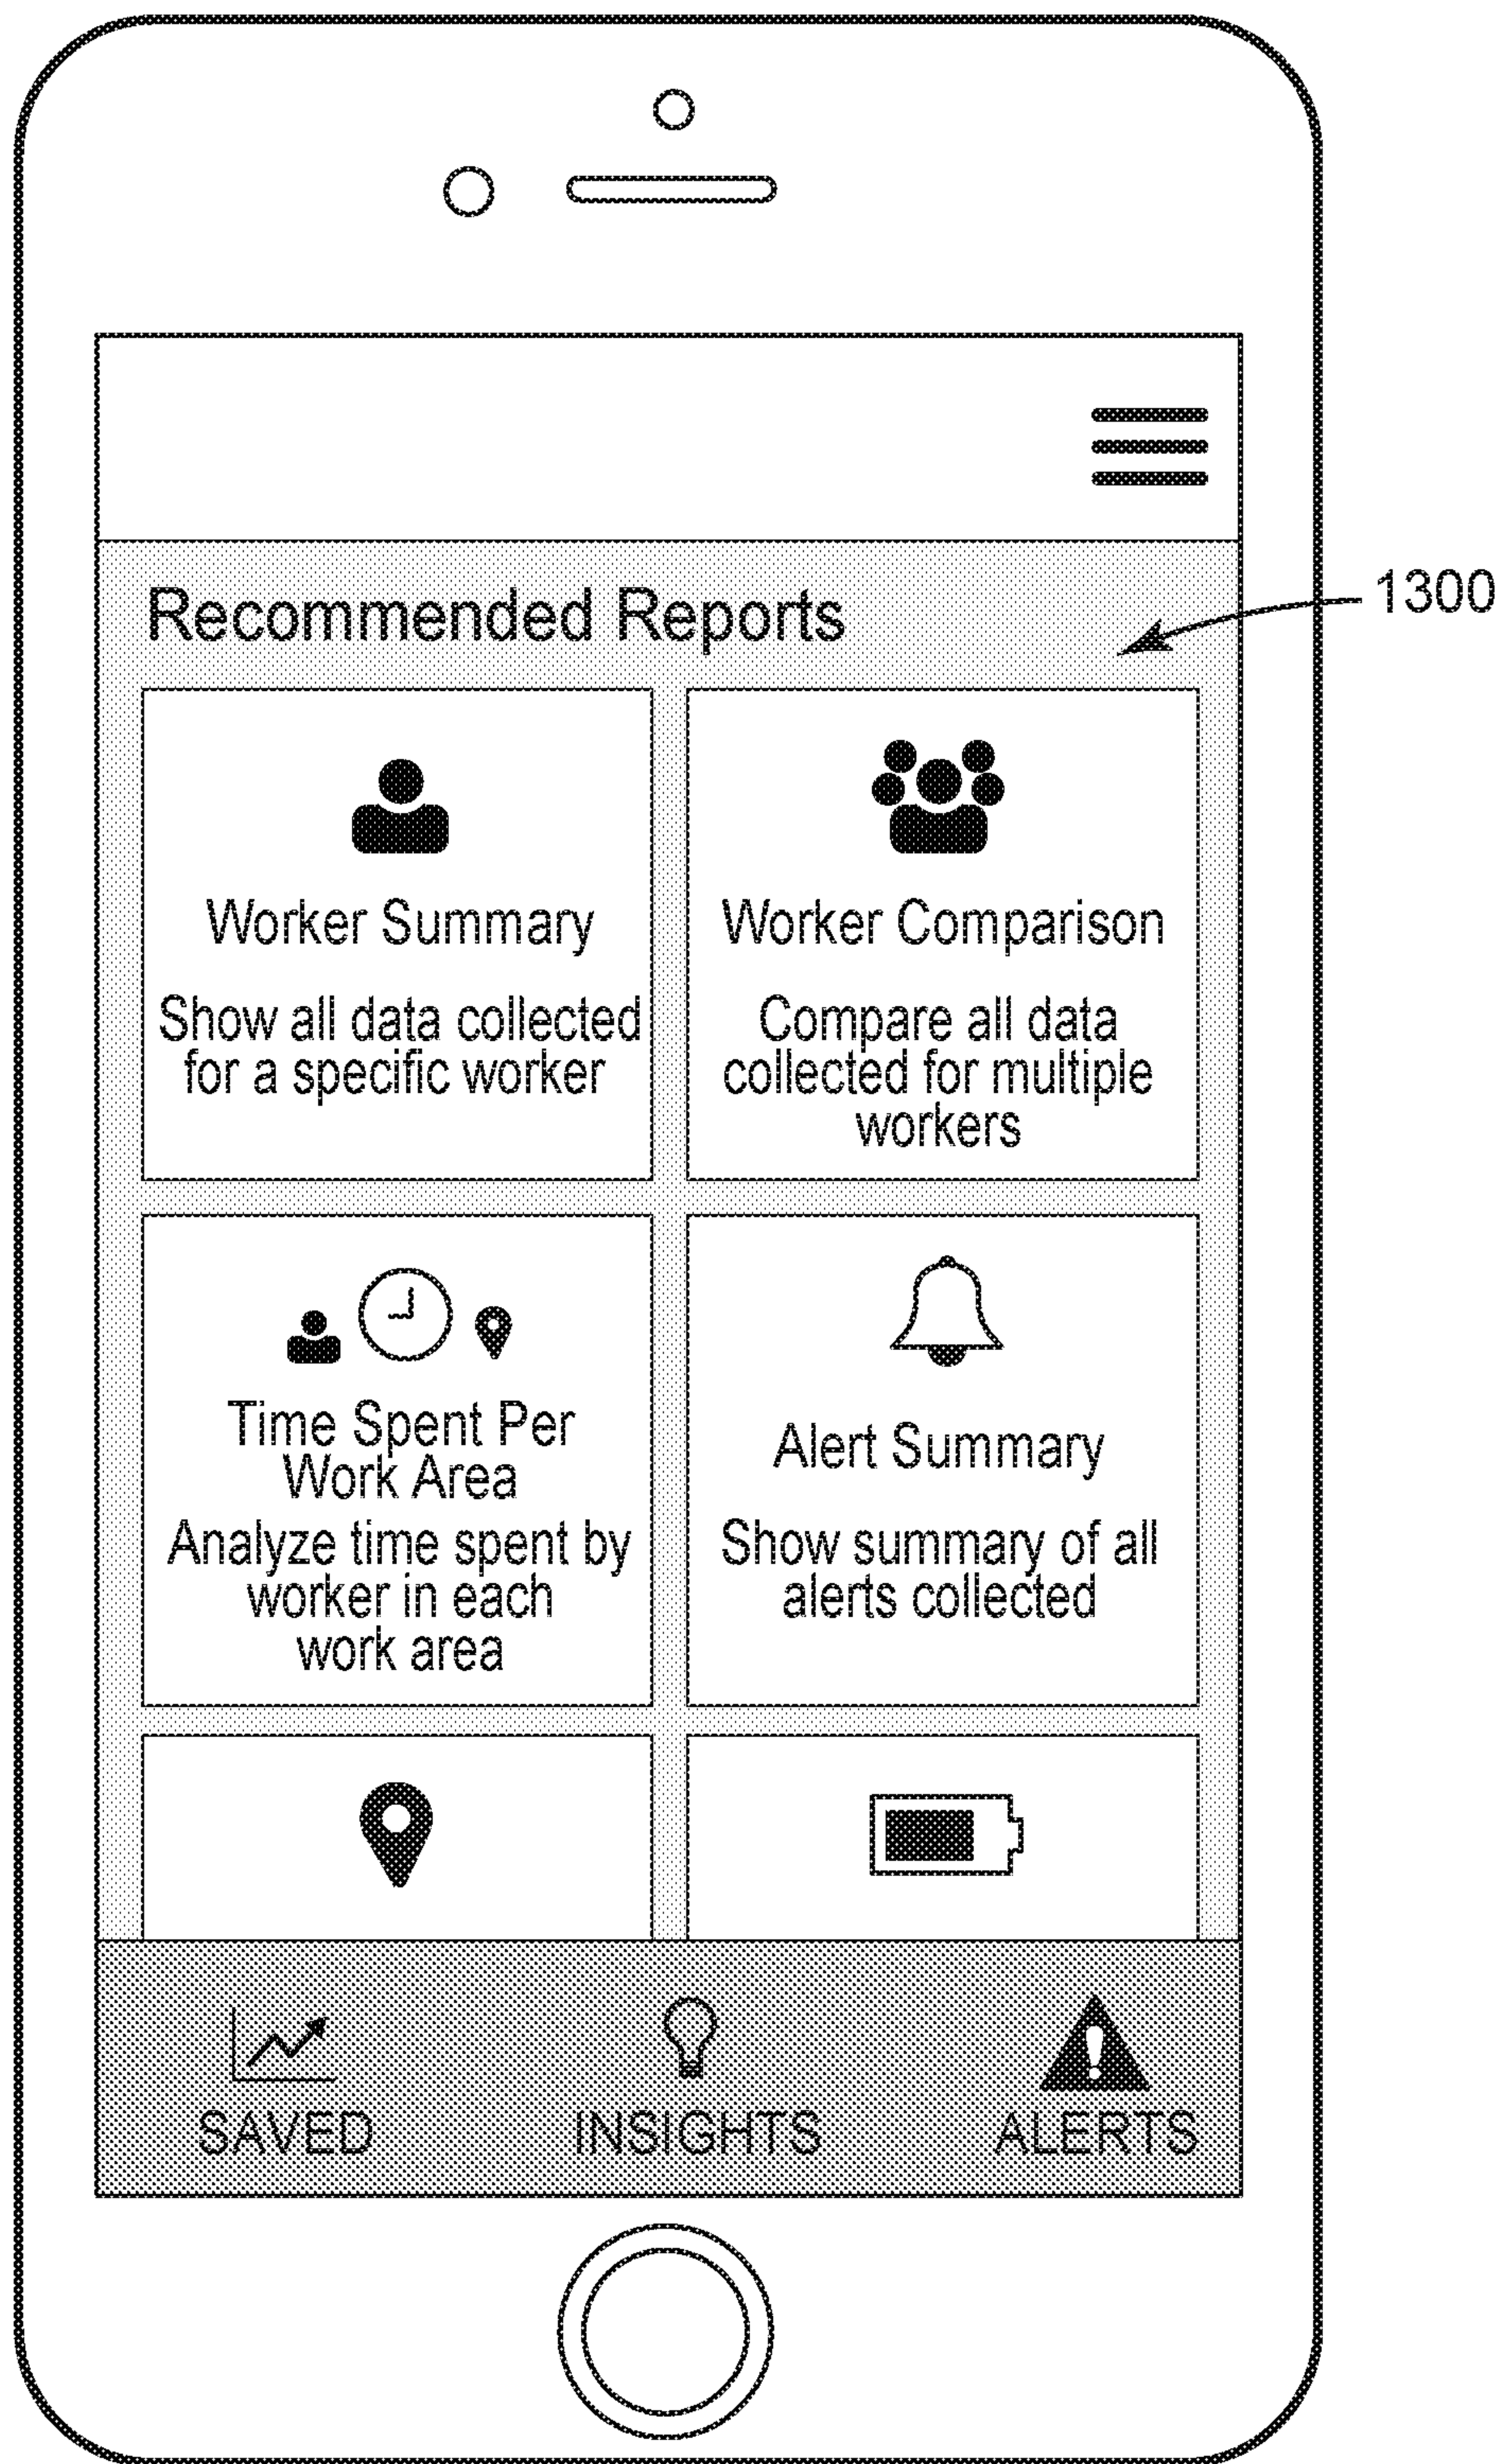 Recommended Reports
1300
Worker Summary
Show all data collected
for a specific worker
Worker Comparison
Compare all data
collected for multiple
workers
Time Spent Per
Work Area
Analyze time spent by
worker in each
work area
Alert Summary
Show summary of all
alerts collected
SAVED
INSIGHTS
ALERTS